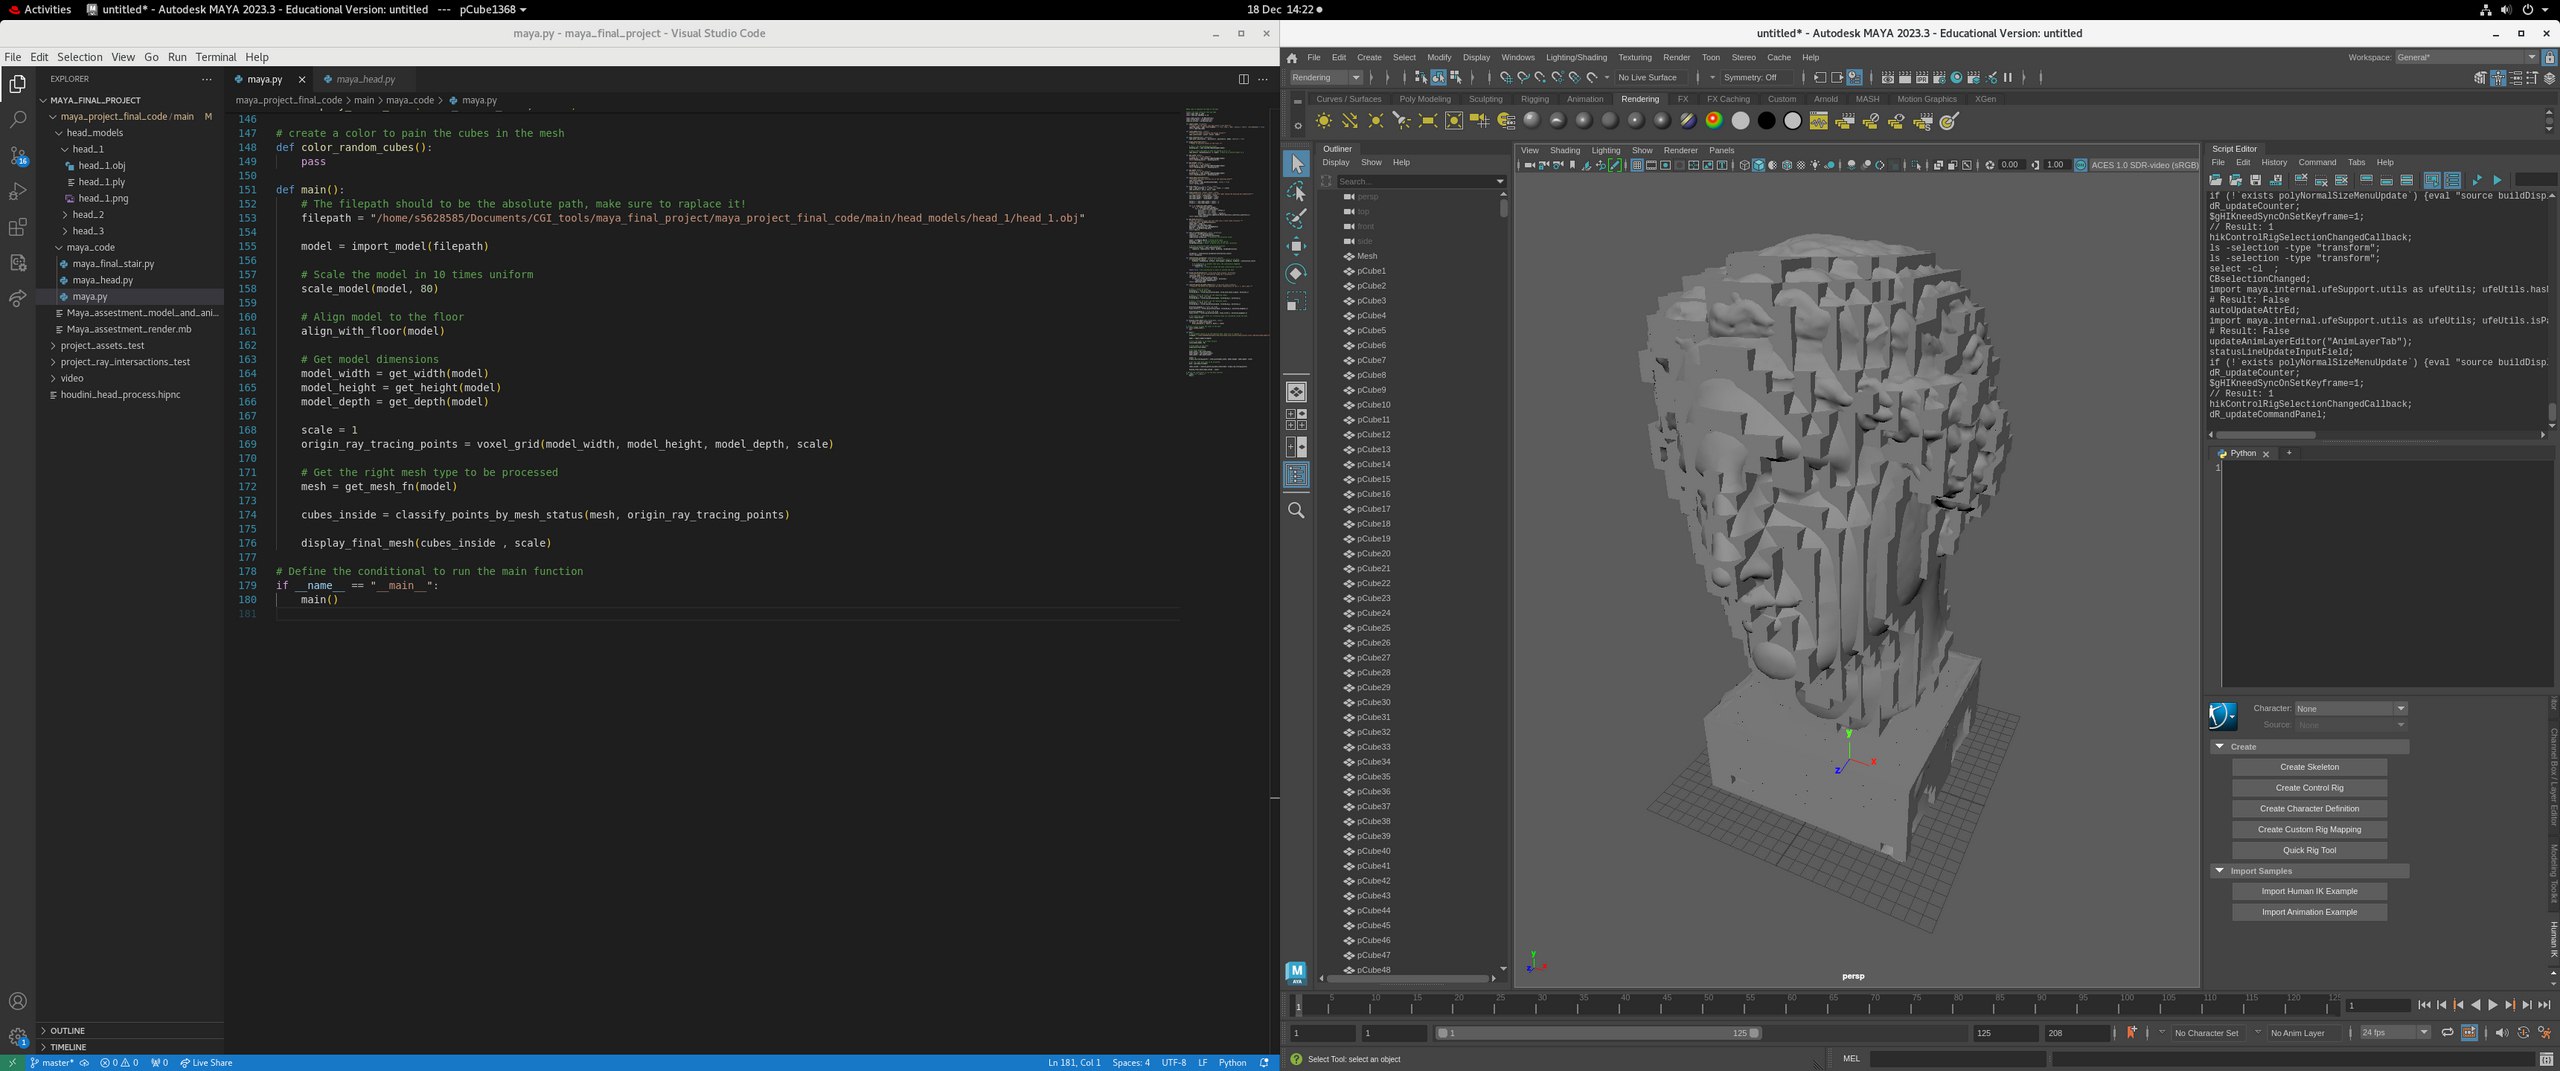 Activities
untitled* - Autodesk MAYA 2023.3 - Educational Version: untitled --- pCube1368
18 Dec 14:22
maya.py - maya_final_project - Visual Studio Code
File Edit Selection View Go Run Terminal Help
EXPLORER
MAYA_FINAL_PROJECT
maya_project_final_code / main M
head_models
head_1
head_1.obj
head_1.ply
head_1.png
head_2
head_3
maya_code
maya_final_stair.py
maya_head.py
maya.py
Maya_assestment_model_and_ani...
Maya_assestment_render.mb
project_assets_test
project_ray_intersactions_test
video
houdini_head_process.hipnc
OUTLINE
TIMELINE
16
1
maya.py
maya_head.py
maya_project_final_code > main > maya_code > maya.py
146
147 # create a color to pain the cubes in the mesh
148 def color_random_cubes():
149 pass
150
151 def main():
152 # The filepath should to be the absolute path, make sure to raplace it!
153 filepath = "/home/s5628585/Documents/CGI_tools/maya_final_project/maya_project_final_code/main/head_models/head_1/head_1.obj"
154
155 model = import_model(filepath)
156
157 # Scale the model in 10 times uniform
158 scale_model(model, 80)
159
160 # Align model to the floor
161 align_with_floor(model)
162
163 # Get model dimensions
164 model_width = get_width(model)
165 model_height = get_height(model)
166 model_depth = get_depth(model)
167
168 scale = 1
169 origin_ray_tracing_points = voxel_grid(model_width, model_height, model_depth, scale)
170
171 # Get the right mesh type to be processed
172 mesh = get_mesh_fn(model)
173
174 cubes_inside = classify_points_by_mesh_status(mesh, origin_ray_tracing_points)
175
176 display_final_mesh(cubes_inside , scale)
177
178 # Define the conditional to run the main function
179 if __name__ == "__main__":
180 main()
181
master* 0 0 0 Live Share
Ln 181, Col 1 Spaces: 4 UTF-8 LF Python
untitled* - Autodesk MAYA 2023.3 - Educational Version: untitled
File Edit Create Select Modify Display Windows Lighting/Shading Texturing Render Toon Stereo Cache Help
Workspace: General*
Rendering
No Live Surface
Symmetry: Off
Curves / Surfaces Poly Modeling Sculpting Rigging Animation Rendering FX FX Caching Custom Arnold MASH Motion Graphics XGen
Outliner
Display Show Help
Search...
persp
top
front
side
Mesh
pCube1
pCube2
pCube3
pCube4
pCube5
pCube6
pCube7
pCube8
pCube9
pCube10
pCube11
pCube12
pCube13
pCube14
pCube15
pCube16
pCube17
pCube18
pCube19
pCube20
pCube21
pCube22
pCube23
pCube24
pCube25
pCube26
pCube27
pCube28
pCube29
pCube30
pCube31
pCube32
pCube33
pCube34
pCube35
pCube36
pCube37
pCube38
pCube39
pCube40
pCube41
pCube42
pCube43
pCube44
pCube45
pCube46
pCube47
pCube48
View Shading Lighting Show Renderer Panels
0.00
1.00
ACES 1.0 SDR-video (sRGB)
y
x
z
persp
Script Editor
File Edit History Command Tabs Help
if (!`exists polyNormalSizeMenuUpdate`) {eval "source buildDisp
dR_updateCounter;
$gHIKneedSyncOnSetKeyframe=1;
// Result: 1
hikControlRigSelectionChangedCallback;
ls -selection -type "transform";
ls -selection -type "transform";
select -cl ;
CBselectionChanged;
import maya.internal.ufeSupport.utils as ufeUtils; ufeUtils.has
# Result: False
autoUpdateAttrEd;
import maya.internal.ufeSupport.utils as ufeUtils; ufeUtils.isP
# Result: False
updateAnimLayerEditor("AnimLayerTab");
statusLineUpdateInputField;
if (!`exists polyNormalSizeMenuUpdate`) {eval "source buildDisp
dR_updateCounter;
$gHIKneedSyncOnSetKeyframe=1;
// Result: 1
hikControlRigSelectionChangedCallback;
dR_updateCommandPanel;
Python
1
Character: None
Source: None
Create
Create Skeleton
Create Control Rig
Create Character Definition
Create Custom Rig Mapping
Quick Rig Tool
Import Samples
Import Human IK Example
Import Animation Example
Channel Box / Layer Editor
Modeling Toolkit
Human IK
1 5 10 15 20 25 30 35 40 45 50 55 60 65 70 75 80 85 90 95 100 105 110 115 120 125
1
1 1 1 125 125 208 No Character Set No Anim Layer 24 fps
Select Tool: select an object
MEL